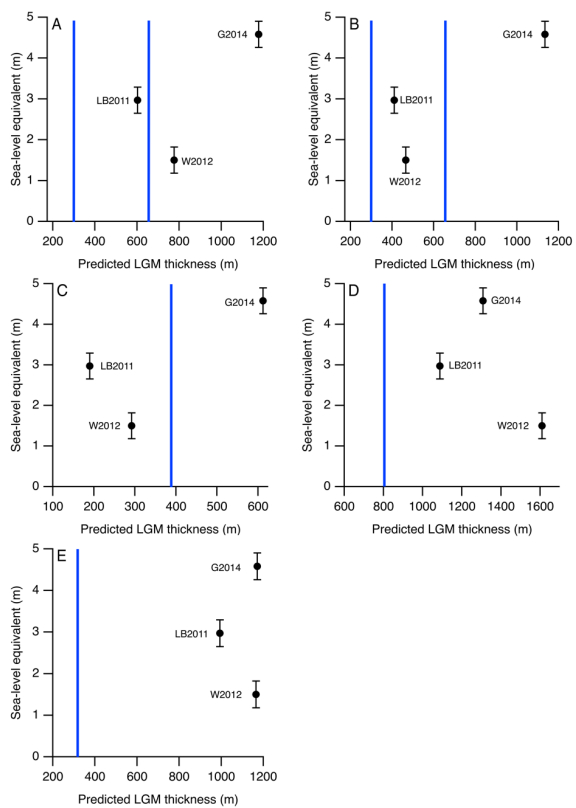 A
5
G2014
4
LB2011
3
2
W2012
1
0
200 400 600 800 1000 1200
Sea-level equivalent (m)
Predicted LGM thickness (m)
B
5
G2014
4
LB2011
3
2
W2012
1
0
200 400 600 800 1000 1200
Sea-level equivalent (m)
Predicted LGM thickness (m)
C
5
G2014
4
LB2011
3
2
W2012
1
0
100 200 300 400 500 600
Sea-level equivalent (m)
Predicted LGM thickness (m)
D
5
G2014
4
LB2011
3
2
W2012
1
0
600 800 1000 1200 1400 1600
Sea-level equivalent (m)
Predicted LGM thickness (m)
E
5
G2014
4
LB2011
3
2
W2012
1
0
200 400 600 800 1000 1200
Sea-level equivalent (m)
Predicted LGM thickness (m)